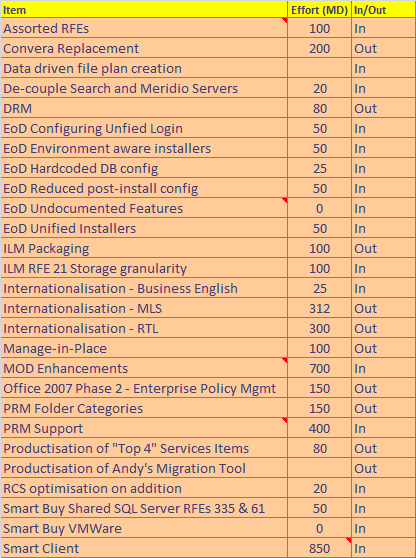 Item Effort (MD) In/Out
Assorted RFEs 100 In
Convera Replacement 200 Out
Data driven file plan creation In
De-couple Search and Meridio Servers 20 In
DRM 80 Out
EoD Configuring Unfied Login 50 In
EoD Environment aware installers 50 In
EoD Hardcoded DB config 25 In
EoD Reduced post-install config 50 In
EoD Undocumented Features 0 In
EoD Unified Installers 50 In
ILM Packaging 100 Out
ILM RFE 21 Storage granularity 100 In
Internationalisation - Business English 25 In
Internationalisation - MLS 312 Out
Internationalisation - RTL 300 Out
Manage-in-Place 100 Out
MOD Enhancements 700 In
Office 2007 Phase 2 - Enterprise Policy Mgmt 150 Out
PRM Folder Categories 150 Out
PRM Support 400 In
Productisation of "Top 4" Services Items 80 Out
Productisation of Andy's Migration Tool Out
RCS optimisation on addition 20 In
Smart Buy Shared SQL Server RFEs 335 & 61 50 In
Smart Buy VMWare 0 In
Smart Client 850 In